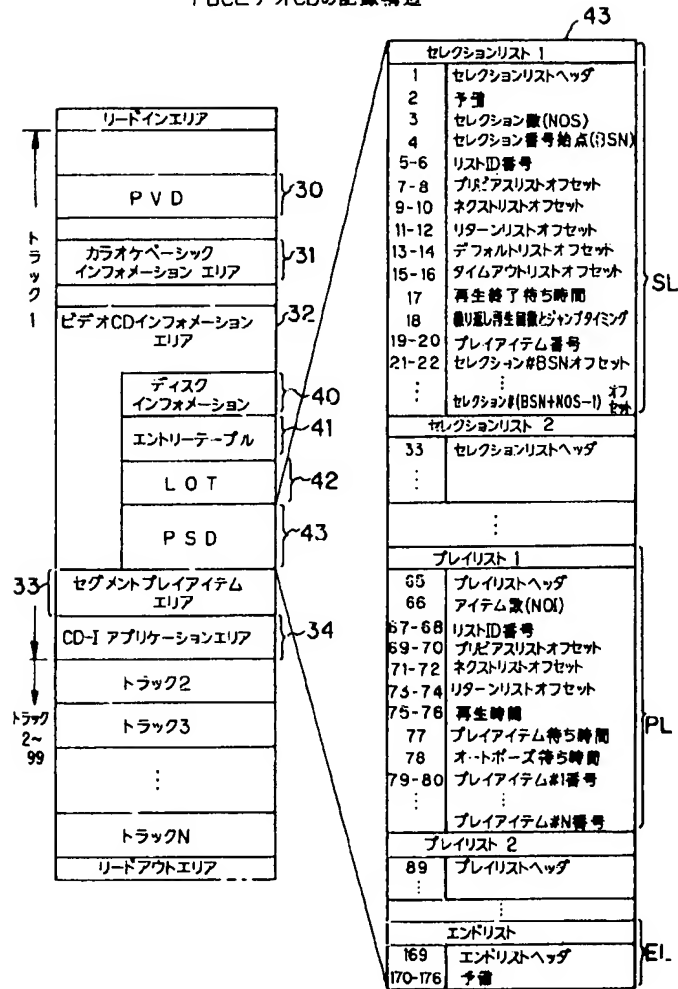 PBCビデオCDの記録構造
リードインエリア
トラック1
PVD
30
カラオケベーシック
インフォメーション エリア
31
ビデオCDインフォメーション
エリア
32
ディスク
インフォメーション
40
エントリーテーブル
41
LOT
42
PSD
43
33
セグメントプレイアイテム
エリア
CD-I アプリケーションエリア
34
トラック
2~
99
トラック2
トラック3
⋮
トラックN
リードアウトエリア
43
セレクションリスト 1
1 セレクションリストヘッダ
2 予備
3 セレクション数(NOS)
4 セレクション番号始点(BSN)
5-6 リストID番号
7-8 プリビアスリストオフセット
9-10 ネクストリストオフセット
11-12 リターンリストオフセット
13-14 デフォルトリストオフセット
15-16 タイムアウトリストオフセット
17 再生終了待ち時間
18 繰り返し再生回数とジャンプタイミング
19-20 プレイアイテム番号
21-22 セレクション#BSNオフセット
⋮ ⋮
セレクション#(BSN+NOS-1) オフセット
SL
セレクションリスト 2
33 セレクションリストヘッダ
⋮ ⋮
⋮
プレイリスト 1
65 プレイリストヘッダ
66 アイテム数(NOI)
67-68 リストID番号
69-70 プリビアスリストオフセット
71-72 ネクストリストオフセット
73-74 リターンリストオフセット
75-76 再生時間
77 プレイアイテム待ち時間
78 オートポーズ待ち時間
79-80 プレイアイテム#1番号
⋮ ⋮
プレイアイテム#N番号
PL
プレイリスト 2
89 プレイリストヘッダ
⋮
⋮
エンドリスト
169 エンドリストヘッダ
170-176 予備
EL